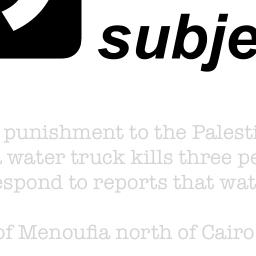 subje
punishment to the Palesti
water truck kills three pe
espond to reports that wat
of Menoufia north of Cairo